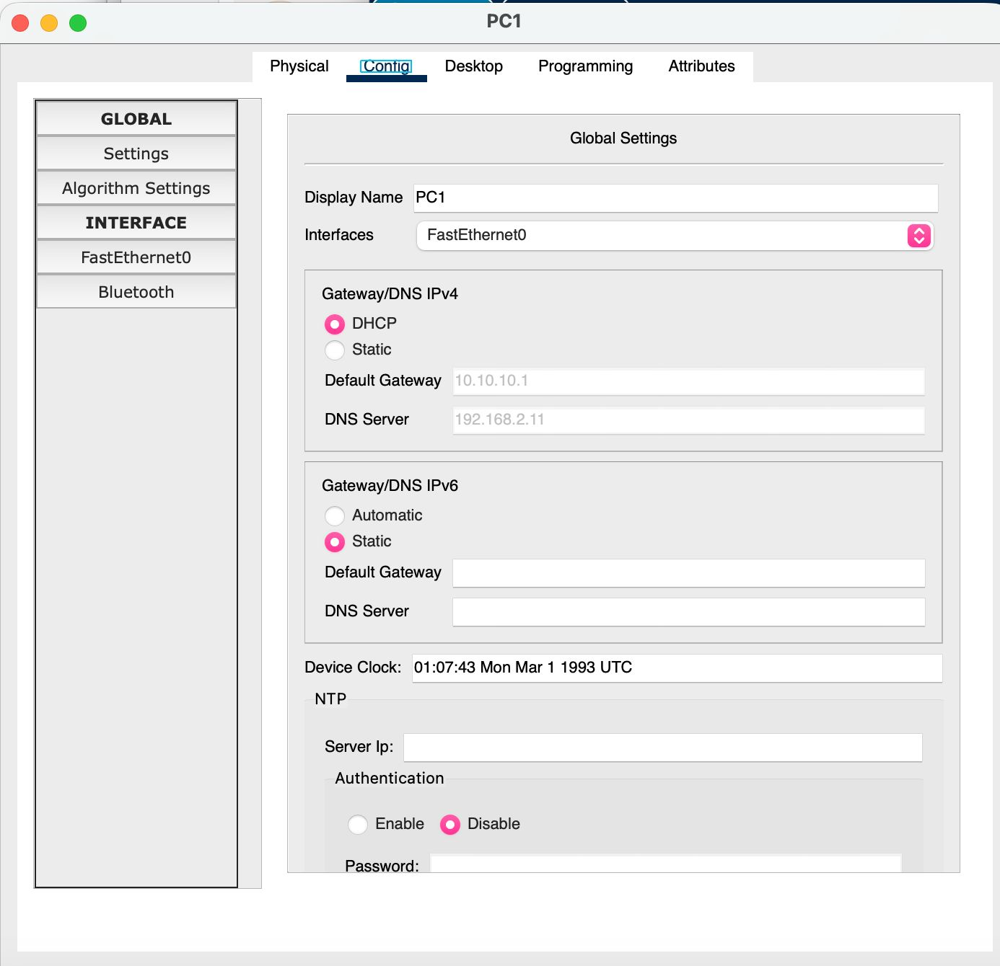 PC1
Physical Config Desktop Programming Attributes
GLOBAL
Settings
Algorithm Settings
INTERFACE
FastEthernet0
Bluetooth
Global Settings
Display Name PC1
Interfaces FastEthernet0
Gateway/DNS IPv4
DHCP
Static
Default Gateway 10.10.10.1
DNS Server 192.168.2.11
Gateway/DNS IPv6
Automatic
Static
Default Gateway
DNS Server
Device Clock: 01:07:43 Mon Mar 1 1993 UTC
NTP
Server Ip:
Authentication
Enable Disable
Password: